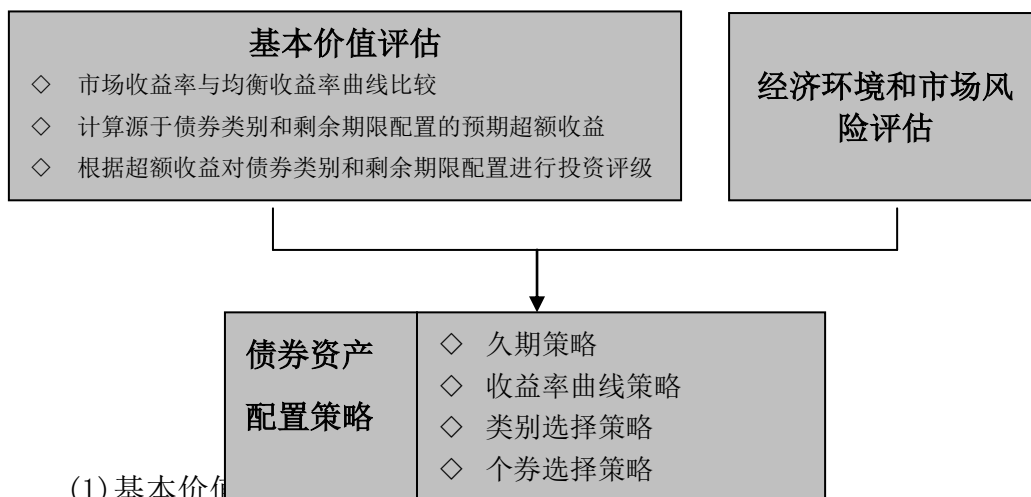 基本价值评估
◇ 市场收益率与均衡收益率曲线比较
◇ 计算源于债券类别和剩余期限配置的预期超额收益
◇ 根据超额收益对债券类别和剩余期限配置进行投资评级
经济环境和市场风
险评估
债券资产
配置策略
◇ 久期策略
◇ 收益率曲线策略
◇ 类别选择策略
◇ 个券选择策略
(1)基本价值